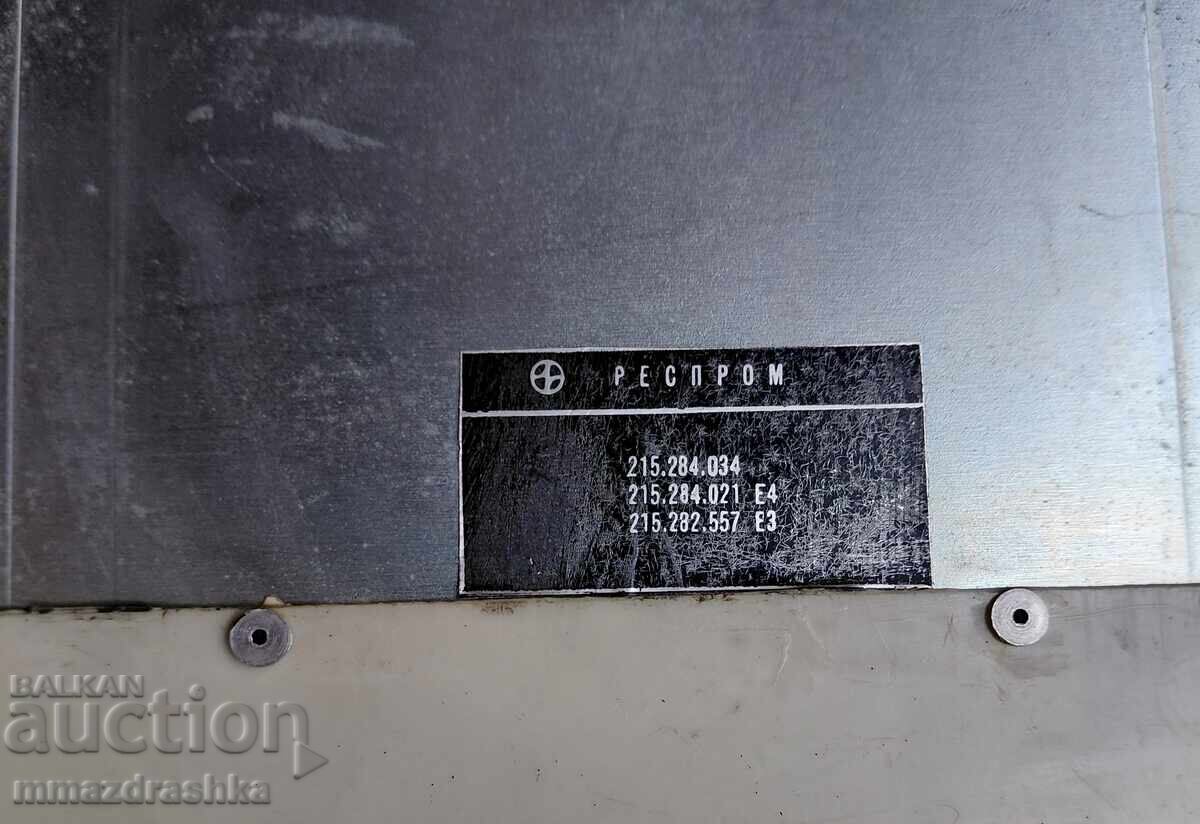 РЕСПРОМ
215.284.034
215.284.021 Е4
215.282.557 Е3
BALKAN
auction
mmazdrashka